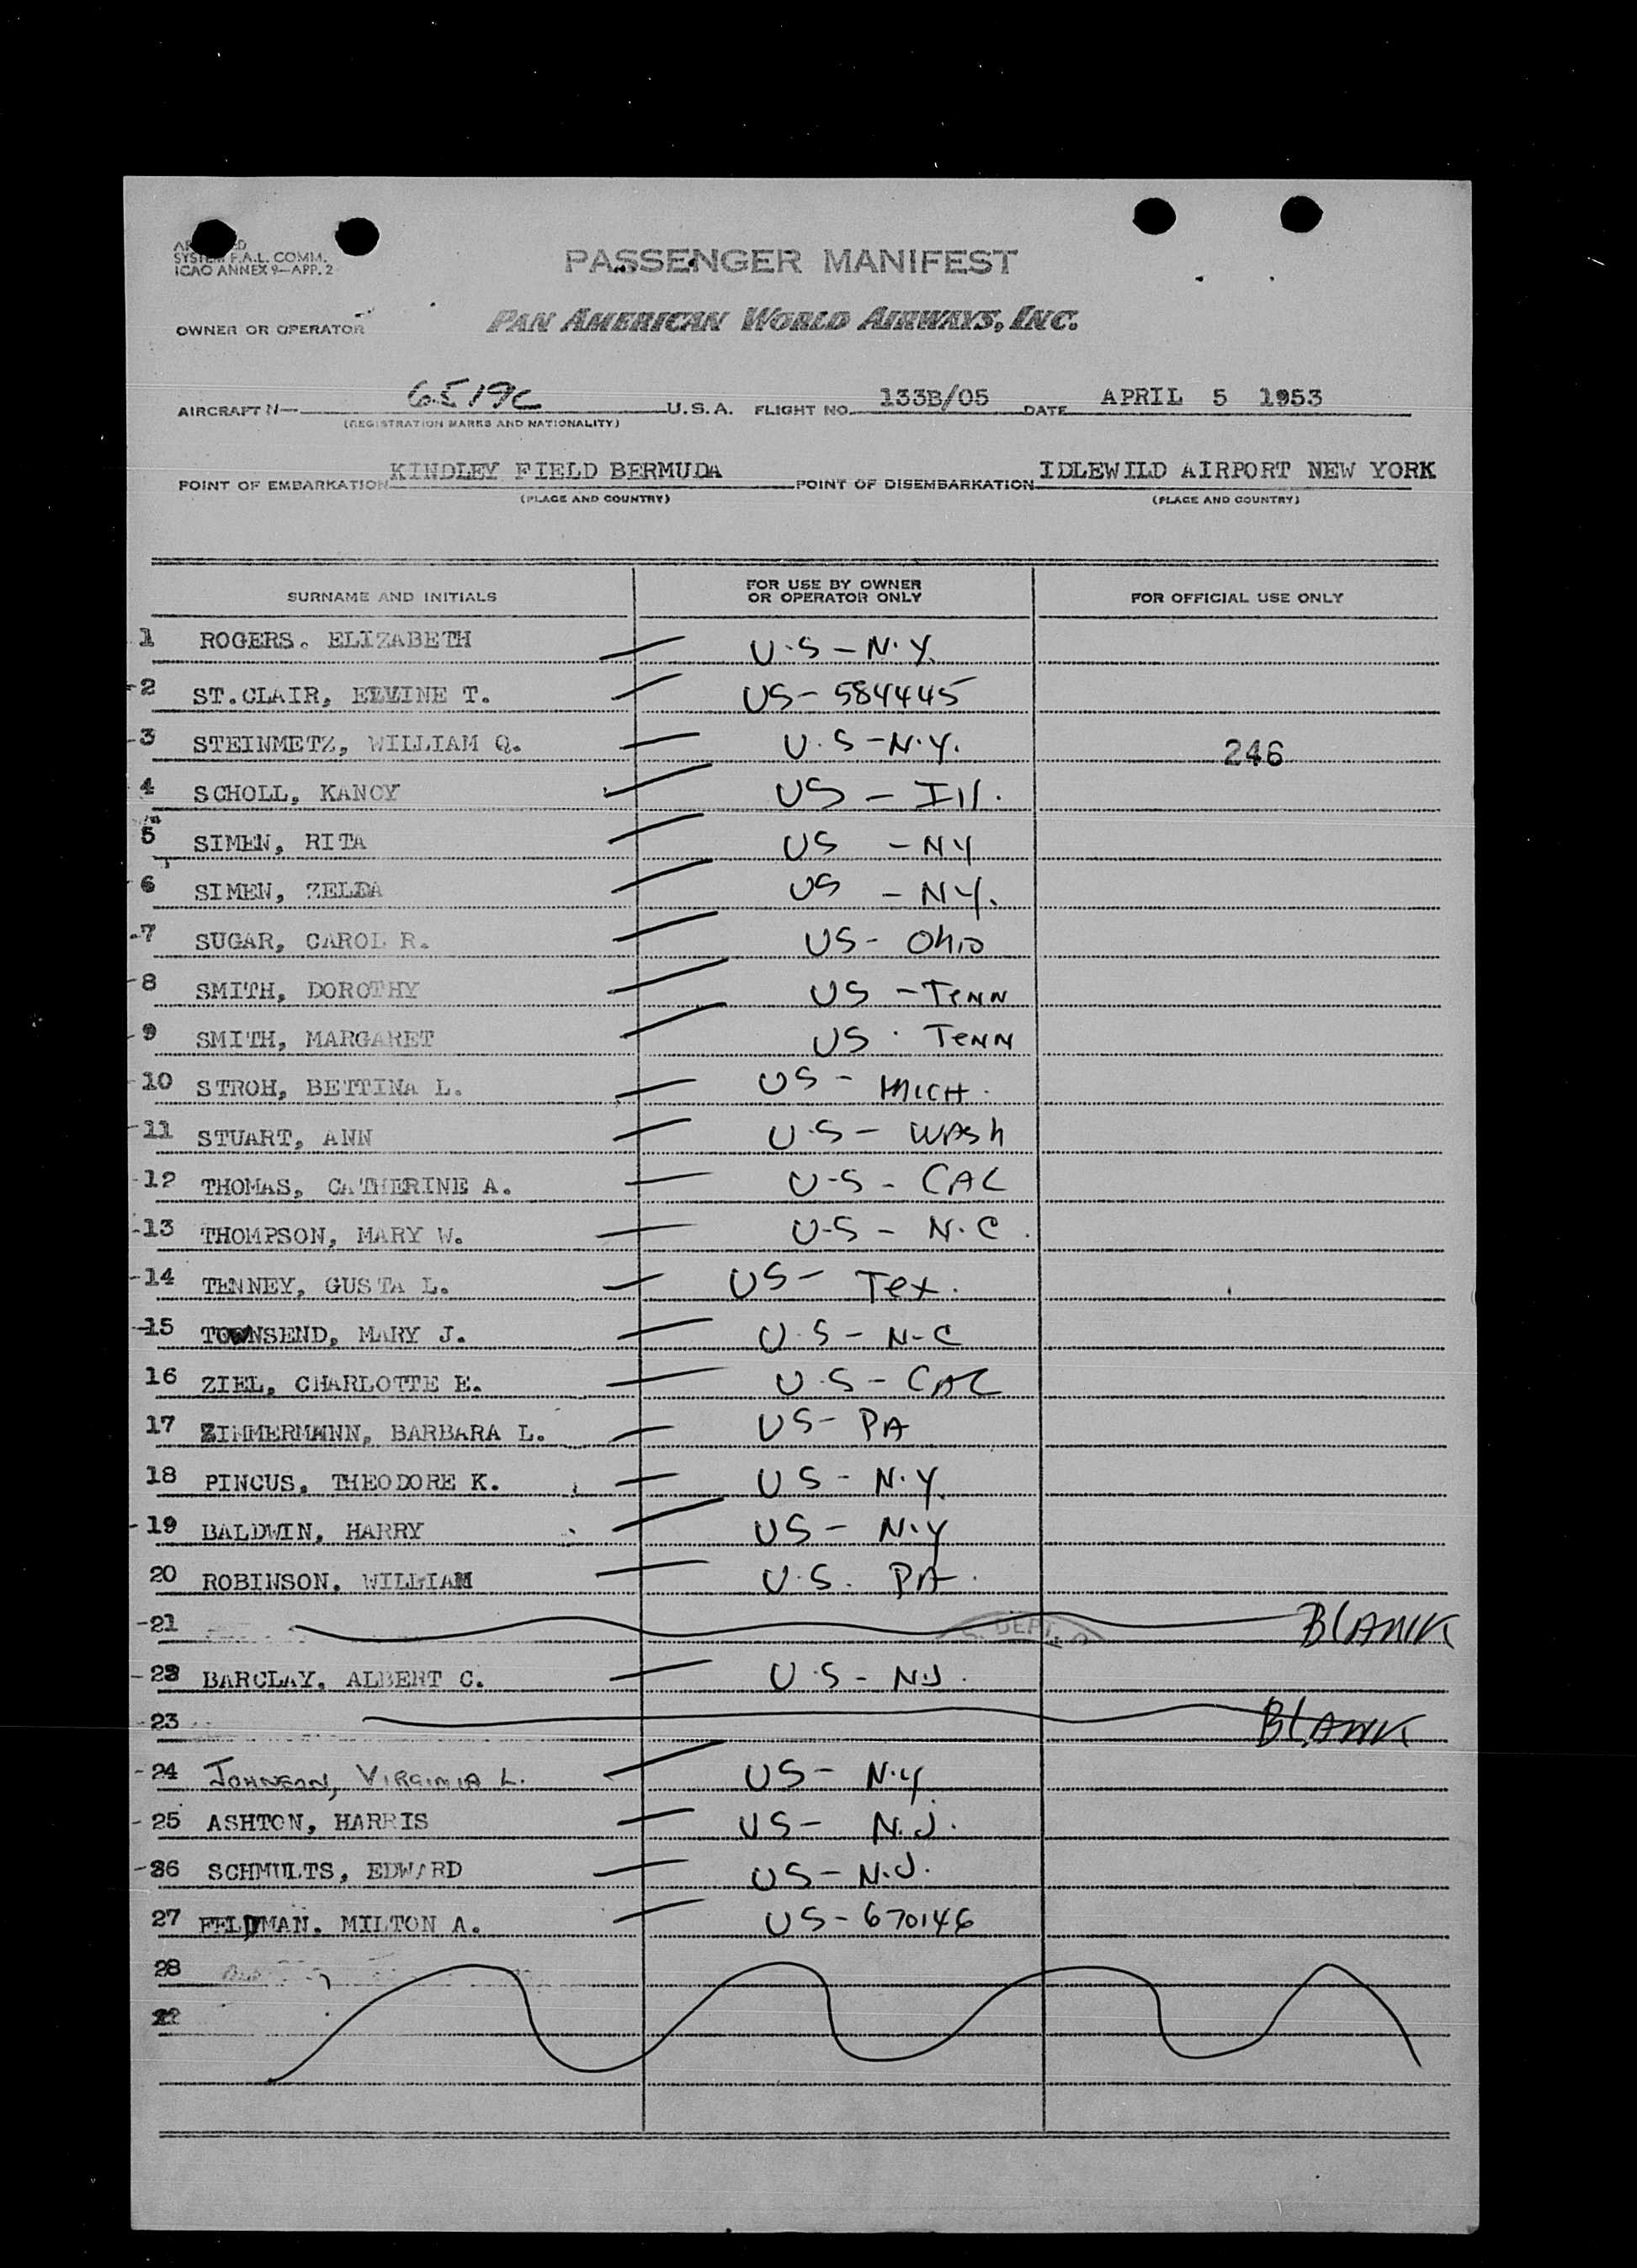 SYSTEM F.A.L. COMM.
ICAO ANNEX 9—APP. 2
PASSENGER MANIFEST
OWNER OR OPERATOR PAN AMERICAN WORLD AIRWAYS, INC.
AIRCRAFT N— 6519C U.S.A. FLIGHT NO. 133B/05 DATE APRIL 5 1953
(REGISTRATION MARKS AND NATIONALITY)
POINT OF EMBARKATION KINDLEY FIELD BERMUDA POINT OF DISEMBARKATION IDLEWILD AIRPORT NEW YORK
(PLACE AND COUNTRY) (PLACE AND COUNTRY)
SURNAME AND INITIALS FOR USE BY OWNER OR OPERATOR ONLY FOR OFFICIAL USE ONLY
1 ROGERS. ELIZABETH — U.S - N.Y.
-2 ST.CLAIR, T. — US - 584445
-3 STEINMETZ, WILLIAM Q. — U.S - N.Y. 246
4 SCHOLL, KANCY — US - Ill.
5 SIMEN, RITA — US - NY
-6 SIMEN, ZELDA — US - NY.
-7 SUGAR, CAROL R. — US - Ohio
-8 SMITH, DOROTHY — US - TENN
-9 SMITH, MARGARET — US - TENN
-10 STROH, BETTINA L. — US - MICH.
-11 STUART, ANN — U.S - WASh
-12 THOMAS, CATHERINE A. — U-S - CAL
-13 THOMPSON, MARY W. — U-S - N.C.
-14 TENNEY, GUSTA L. — US - Tex.
-15 TOWNSEND, MARY J. — U.S - N-C
16 ZIEL, CHARLOTTE E. — U.S - CAL
17 ZIMMERMANN, BARBARA L. — US - PA
18 PINCUS, THEODORE K. — US - N.Y.
-19 BALDWIN, HARRY — US - N.Y
20 ROBINSON. WILLIAM — U.S. PA.
-21 DEPT. BLANK
BARCLAY, ALBERT C. — U.S - NJ.
-23 BLANK
-24 JOHNSON, VIRGINIA L. — US - N.Y
-25 ASHTON, HARRIS — US - N.J.
-26 SCHMULTS, EDWARD — US - N.J.
27 FELDMAN. MILTON A. — US - 670146
28